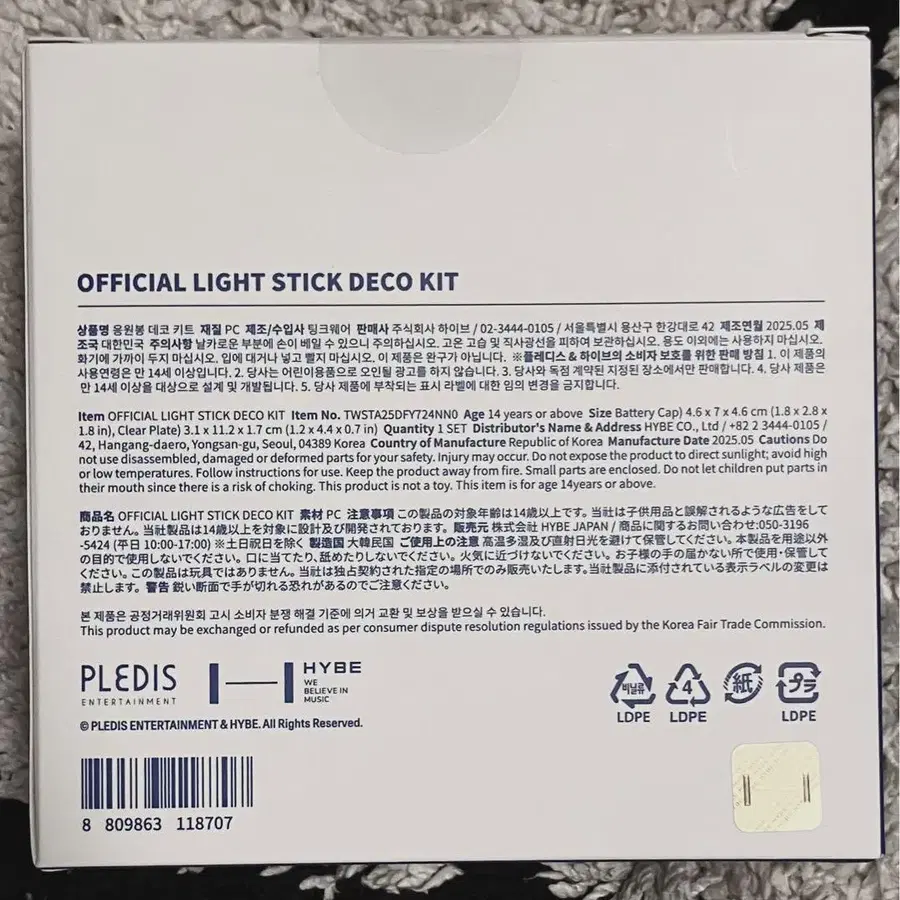 OFFICIAL LIGHT STICK DECO KIT
상품명 응원봉 데코 키트 재질 PC 제조/수입사 팅크웨어 판매사 주식회사 하이브 / 02-3444-0105 / 서울특별시 용산구 한강대로 42 제조연월 2025.05 제
조국 대한민국 주의사항 날카로운 부분에 손이 베일 수 있으니 주의하십시오. 고온 고습 및 직사광선을 피하여 보관하십시오. 용도 이외에는 사용하지 마십시오.
화기에 가까이 두지 마십시오. 입에 대거나 넣고 빨지 마십시오. 이 제품은 완구가 아닙니다. ※플레디스 & 하이브의 소비자 보호를 위한 판매 방침 1. 이 제품의
사용연령은 만 14세 이상입니다. 2. 당사는 어린이용품으로 오인될 광고를 하지 않습니다. 3. 당사와 독점 계약된 지정된 장소에서만 판매합니다. 4. 당사 제품은
만 14세 이상을 대상으로 설계 및 개발됩니다. 5. 당사 제품에 부착되는 표시 라벨에 대한 임의 변경을 금지합니다.
Item OFFICIAL LIGHT STICK DECO KIT Item No. TWSTA25DFY724NN0 Age 14 years or above Size Battery Cap) 4.6 x 7 x 4.6 cm (1.8 x 2.8 x
1.8 in), Clear Plate) 3.1 x 11.2 x 1.7 cm (1.2 x 4.4 x 0.7 in) Quantity 1 SET Distributor's Name & Address HYBE CO., Ltd / +82 2 3444-0105 /
42, Hangang-daero, Yongsan-gu, Seoul, 04389 Korea Country of Manufacture Republic of Korea Manufacture Date 2025.05 Cautions Do
not use disassembled, damaged or deformed parts for your safety. Injury may occur. Do not expose the product to direct sunlight; avoid high
or low temperatures. Follow instructions for use. Keep the product away from fire. Small parts are enclosed. Do not let children put parts in
their mouth since there is a risk of choking. This product is not a toy. This item is for age 14years or above.
商品名 OFFICIAL LIGHT STICK DECO KIT 素材 PC 注意事項 この製品の対象年齢は14歳以上です。当社は子供用品と誤解されるような広告をして
おりません。当社製品は14歳以上を対象に設計及び開発されております。 販売元 株式会社 HYBE JAPAN / 商品に関するお問い合わせ:050-3196
-5424 (平日 10:00-17:00) ※土日祝日を除く 製造国 大韓民国 ご使用上の注意 高温多湿及び直射日光を避けて保管してください。本製品を用途以外
の目的で使用しないでください。口に当てたり、舐めたりしないでください。火気に近づけないでください。お子様の手の届かない所で使用・保管して
ください。この製品は玩具ではありません。当社は独占契約された指定の場所でのみ販売いたします。当社製品に添付されている表示ラベルの変更は
禁止します。 警告 鋭い断面で手が切れる恐れがあるのでご注意ください。
본 제품은 공정거래위원회 고시 소비자 분쟁 해결 기준에 의거 교환 및 보상을 받으실 수 있습니다.
This product may be exchanged or refunded as per consumer dispute resolution regulations issued by the Korea Fair Trade Commission.
PLEDIS
ENTERTAINMENT
HYBE
WE
BELIEVE IN
MUSIC
비닐류
LDPE
4
LDPE
紙
プラ
LDPE
© PLEDIS ENTERTAINMENT & HYBE. All Rights Reserved.
8 809863 118707